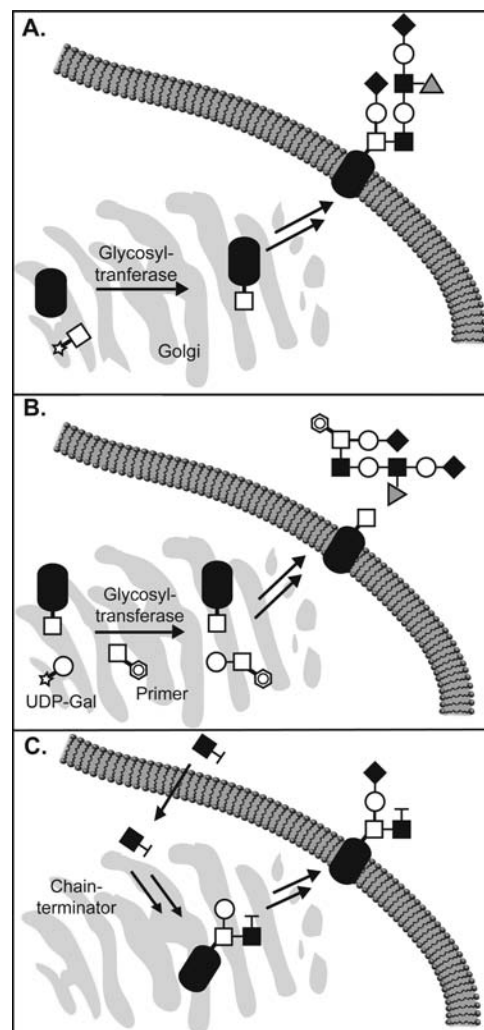 A.
Glycosyl-
tranferase
Golgi
B.
Glycosyl-
transferase
UDP-Gal
Primer
C.
Chain-
terminator